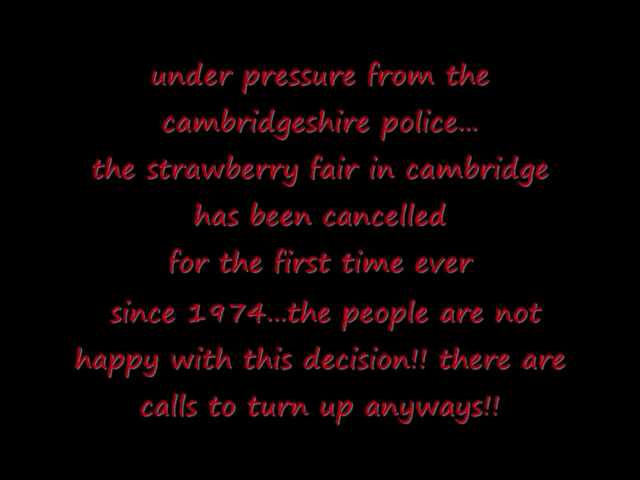 under pressure from the
cambridgeshire police...
the strawberry fair in cambridge
has been cancelled
for the first time ever
since 1974...the people are not
happy with this decision!! there are
calls to turn up anyways!!